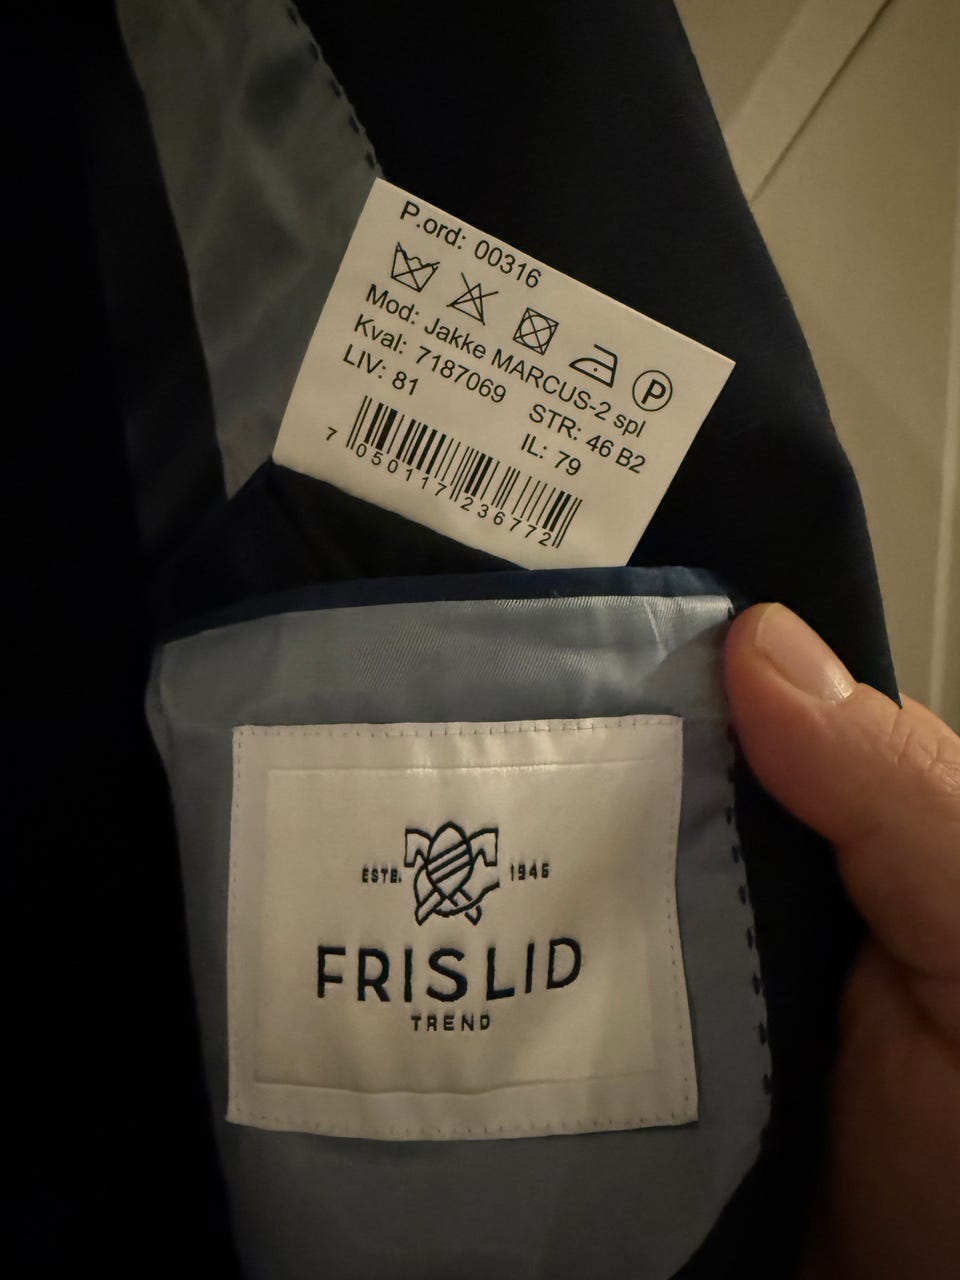 P.ord: 00316
P
Mod: Jakke MARCUS-2 spl
Kval: 7187069 STR: 46 B2
LIV: 81 IL: 79
7 050117 236772
ESTB. 1946
FRISLID
TREND